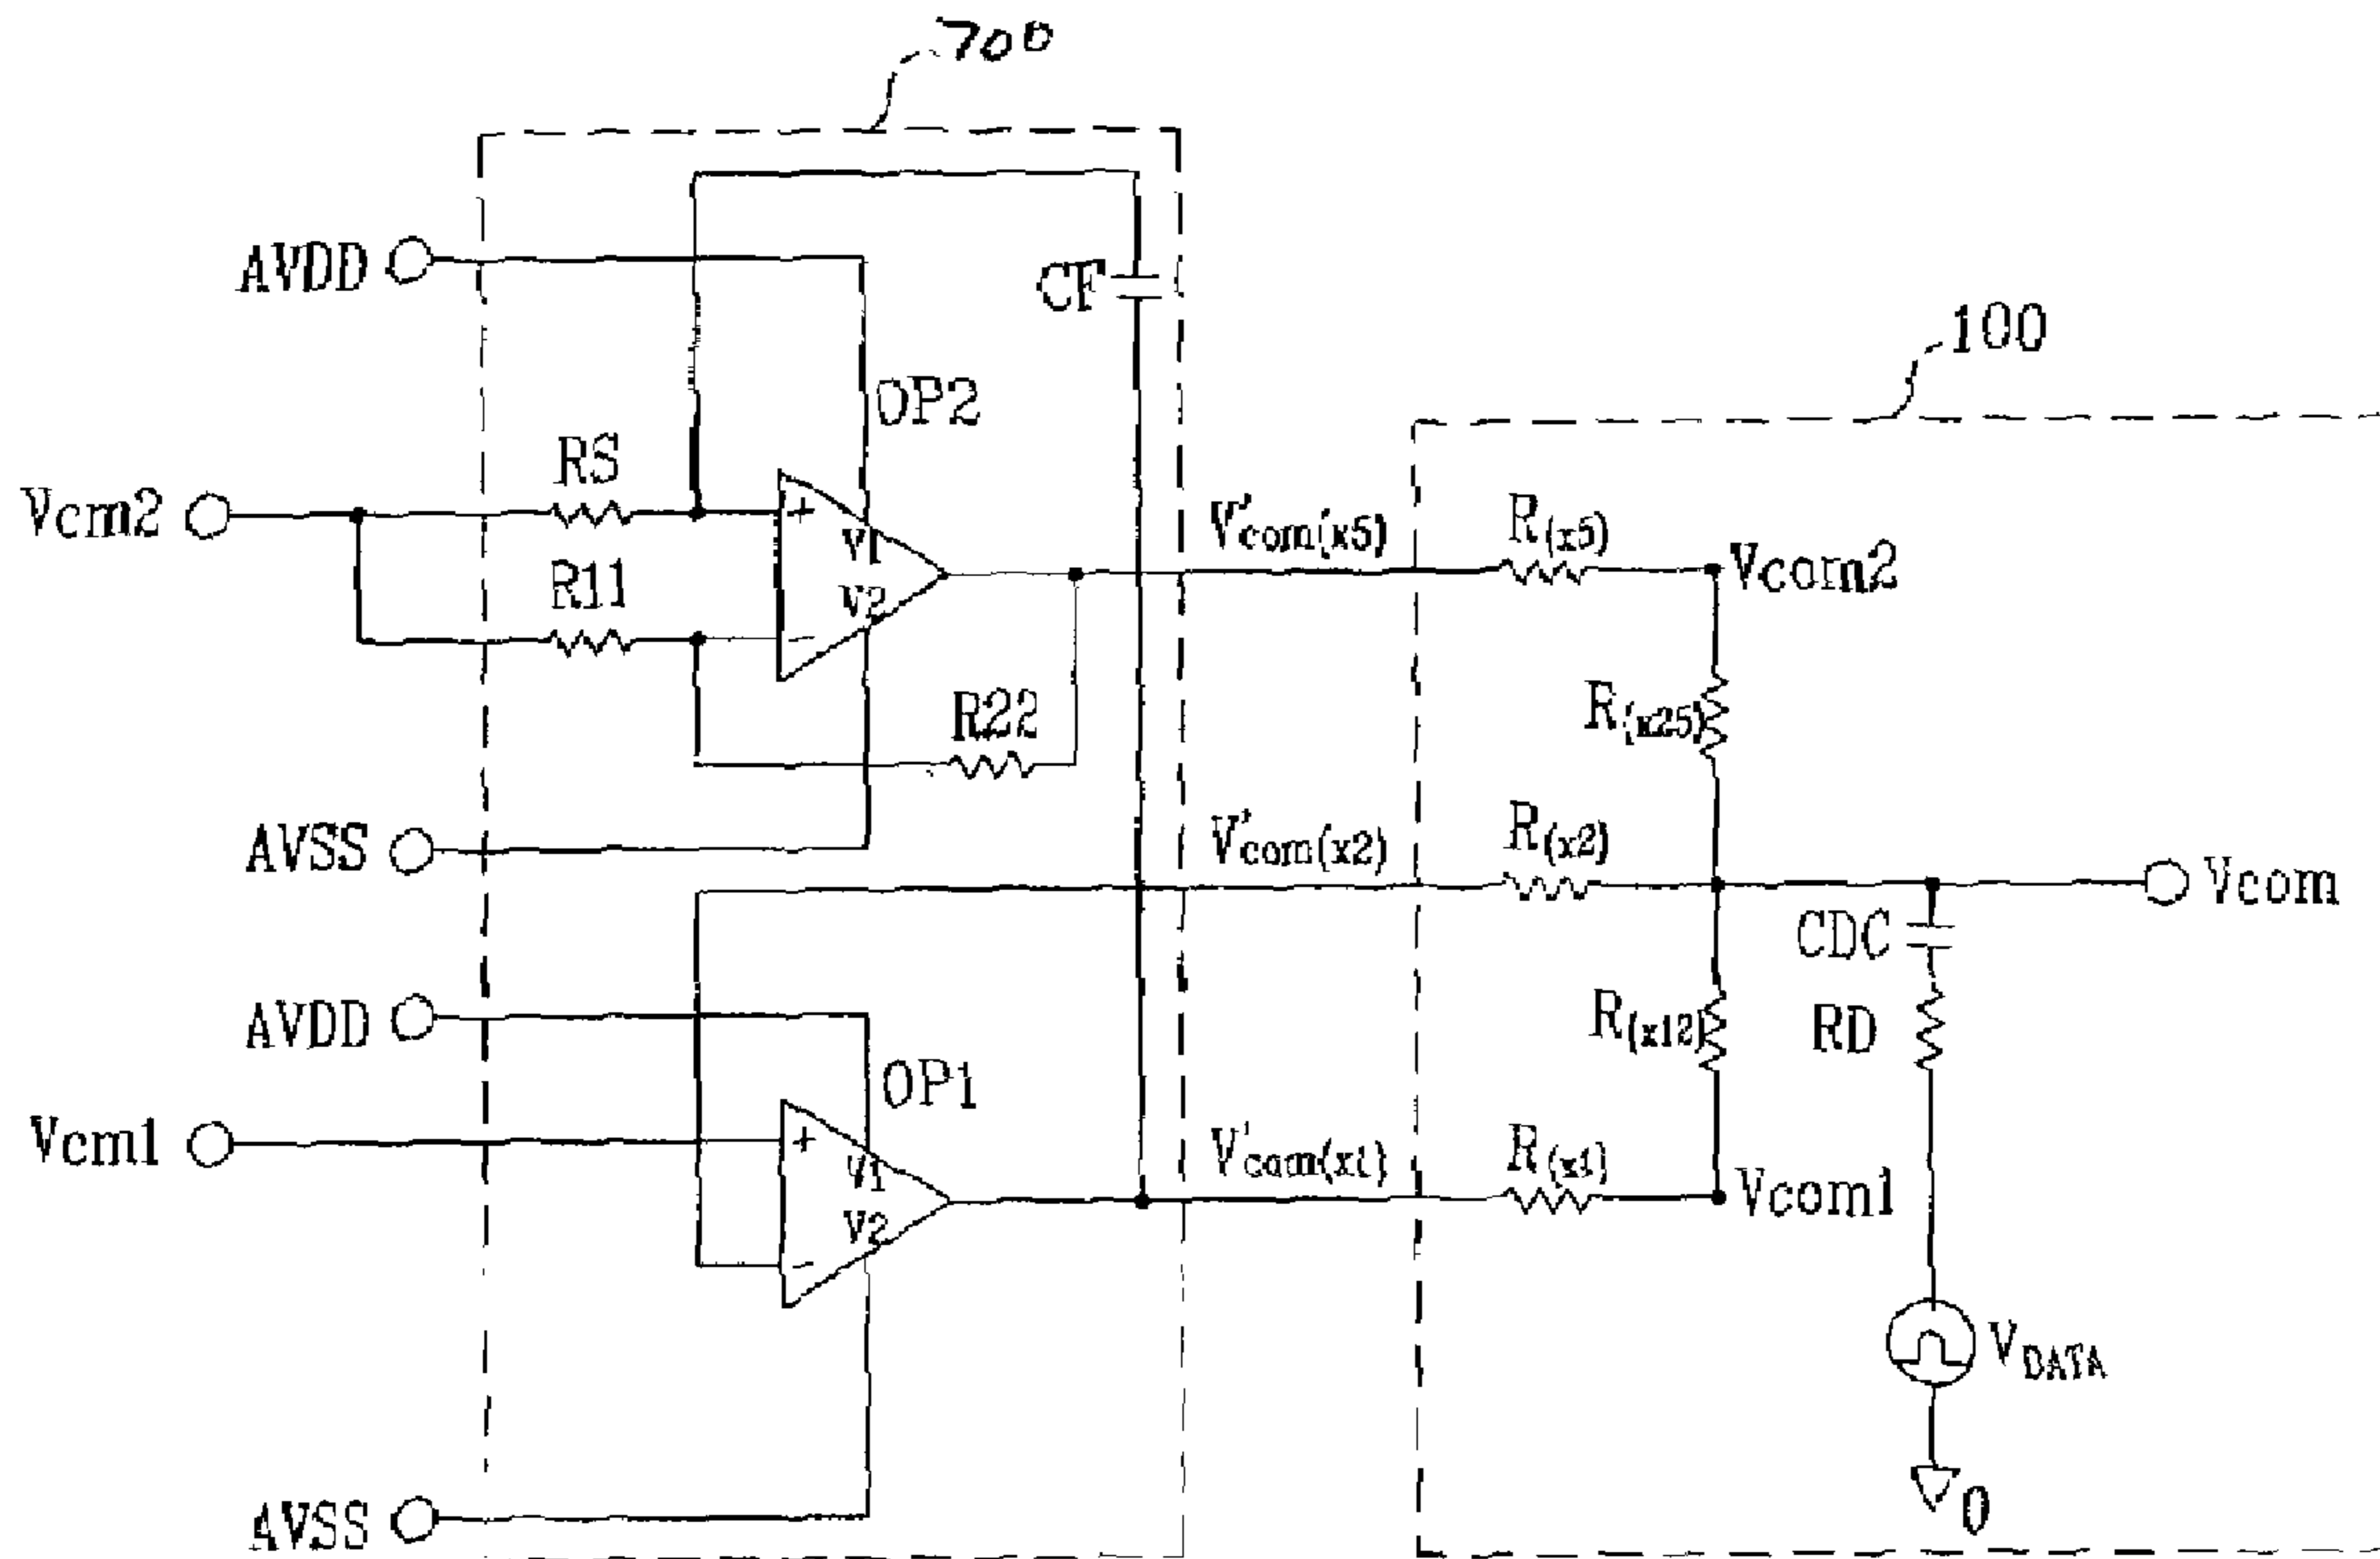 700
AVDD
CF
100
OP2
RS
Vcm2
+
V1
V'com(x5)
R(x5)
Vcom2
R11
V2
-
R22
R(x25)
AVSS
V'com(x2)
R(x2)
Vcom
CDC
AVDD
R(x12)
RD
OP1
Vcm1
+
V1
V'com(x1)
R(x1)
Vcom1
V2
-
VDATA
AVSS
0